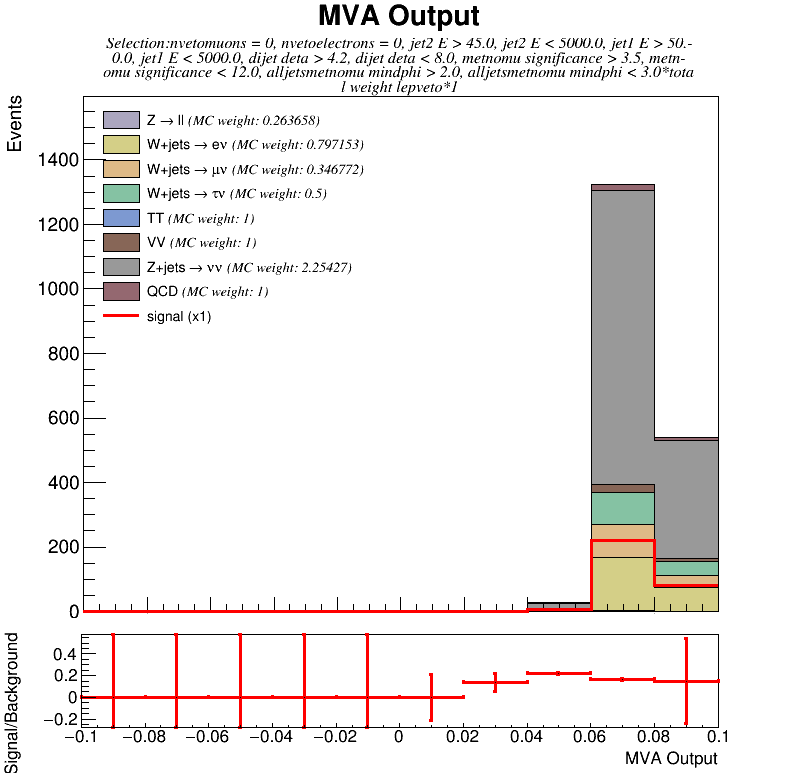 MVA Output
Selection:nvetomuons = 0, nvetoelectrons = 0, jet2 E > 45.0, jet2 E < 5000.0, jet1 E > 50.-
0.0, jet1 E < 5000.0, dijet deta > 4.2, dijet deta < 8.0, metnomu significance > 3.5, metn-
omu significance < 12.0, alljetsmetnomu mindphi > 2.0, alljetsmetnomu mindphi < 3.0*tota
l weight lepveto*1
Events
1400
1200
1000
800
600
400
200
0
Z → ll (MC weight: 0.263658)
W+jets → eν (MC weight: 0.797153)
W+jets → μν (MC weight: 0.346772)
W+jets → τν (MC weight: 0.5)
TT (MC weight: 1)
VV (MC weight: 1)
Z+jets → νν (MC weight: 2.25427)
QCD (MC weight: 1)
signal (x1)
Signal/Background
0.4
0.2
0
−0.2
−0.1 −0.08 −0.06 −0.04 −0.02 0 0.02 0.04 0.06 0.08 0.1
MVA Output